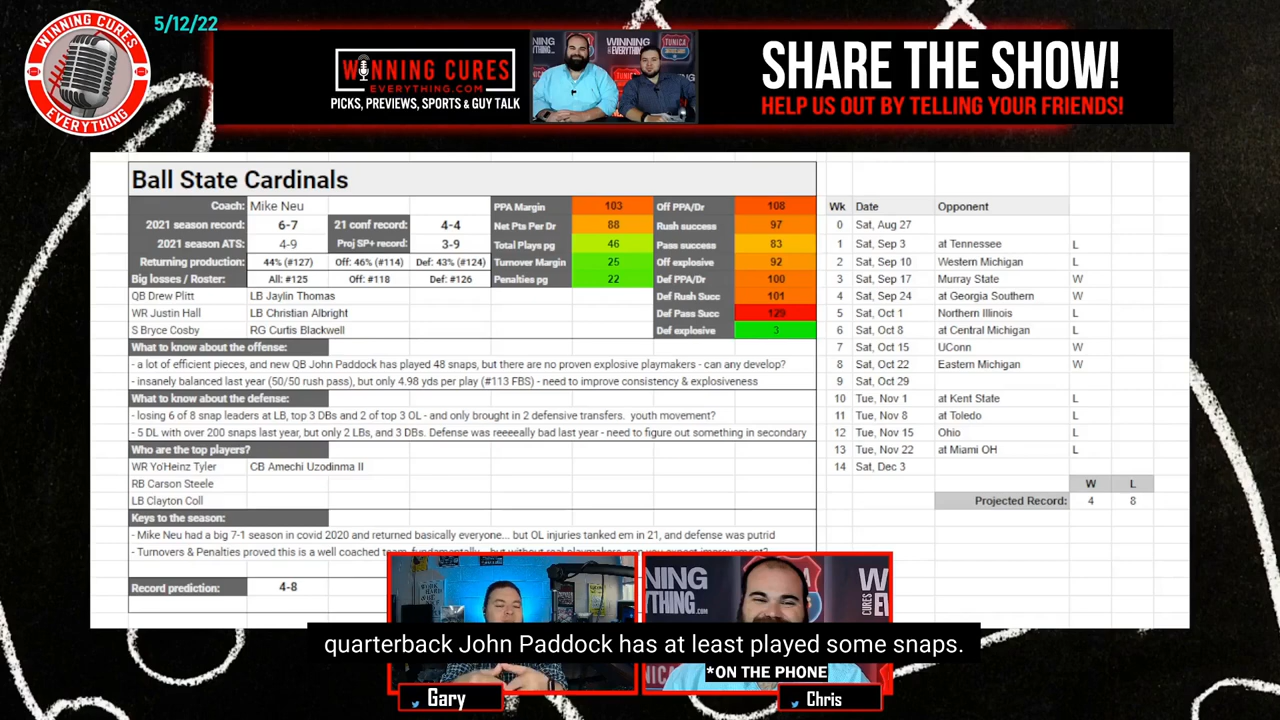 5/12/22
WINNING CURES
EVERYTHING
WINNING CURES
EVERYTHING.COM
PICKS, PREVIEWS, SPORTS & GUY TALK
WINNING
TUNICA
SHARE THE SHOW!
HELP US OUT BY TELLING YOUR FRIENDS!
Ball State Cardinals
Coach: Mike Neu PPA Margin 103 Off PPA/Dr 108
2021 season record: 6-7 21 conf record: 4-4 Net Pts Per Dr 88 Rush success 97
2021 season ATS: 4-9 Proj SP+ record: 3-9 Total Plays pg 46 Pass success 83
Returning production: 44% (#127) Off: 46% (#114) Def: 43% (#124) Turnover Margin 25 Off explosive 92
Big losses / Roster: All: #125 Off: #118 Def: #126 Penalties pg 22 Def PPA/Dr 100
QB Drew Plitt LB Jaylin Thomas Def Rush Succ 101
WR Justin Hall LB Christian Albright Def Pass Succ 129
S Bryce Cosby RG Curtis Blackwell Def explosive 3
What to know about the offense:
- a lot of efficient pieces, and new QB John Paddock has played 48 snaps, but there are no proven explosive playmakers - can any develop?
- insanely balanced last year (50/50 rush pass), but only 4.98 yds per play (#113 FBS) - need to improve consistency & explosiveness
What to know about the defense:
- losing 6 of 8 snap leaders at LB, top 3 DBs and 2 of top 3 OL - and only brought in 2 defensive transfers. youth movement?
- 5 DL with over 200 snaps last year, but only 2 LBs, and 3 DBs. Defense was reeeeally bad last year - need to figure out something in secondary
Who are the top players?
WR Yo'Heinz Tyler CB Amechi Uzodinma II
RB Carson Steele
LB Clayton Coll
Keys to the season:
- Mike Neu had a big 7-1 season in covid 2020 and returned basically everyone... but OL injuries tanked em in 21, and defense was putrid
- Turnovers & Penalties proved this is a well coached team, fundamentally - but without real playmakers, can you expect improvement?
Record prediction: 4-8
Wk Date Opponent
0 Sat, Aug 27
1 Sat, Sep 3 at Tennessee L
2 Sat, Sep 10 Western Michigan L
3 Sat, Sep 17 Murray State W
4 Sat, Sep 24 at Georgia Southern W
5 Sat, Oct 1 Northern Illinois L
6 Sat, Oct 8 at Central Michigan L
7 Sat, Oct 15 UConn W
8 Sat, Oct 22 Eastern Michigan W
9 Sat, Oct 29
10 Tue, Nov 1 at Kent State L
11 Tue, Nov 8 at Toledo L
12 Tue, Nov 15 Ohio L
13 Tue, Nov 22 at Miami OH L
14 Sat, Dec 3
W L
Projected Record: 4 8
quarterback John Paddock has at least played some snaps.
*ON THE PHONE
Gary
Chris